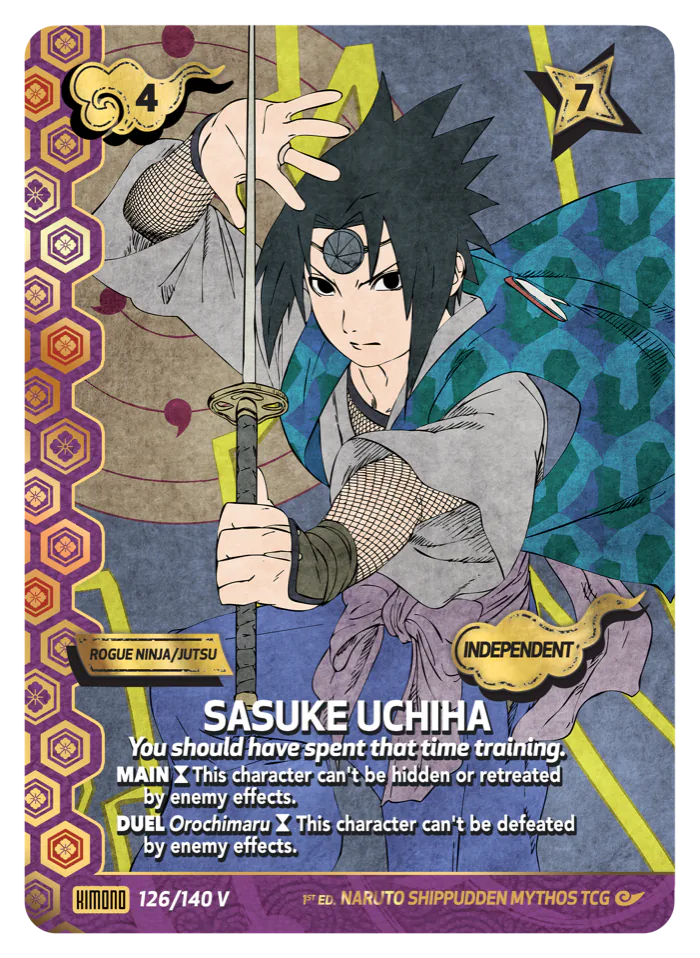 4
7
ROGUE NINJA/JUTSU
INDEPENDENT
SASUKE UCHIHA
You should have spent that time training.
MAIN ⧗ This character can't be hidden or retreated
by enemy effects.
DUEL Orochimaru ⧗ This character can't be defeated
by enemy effects.
KIMONO 126/140 V 1ST ED. NARUTO SHIPPUDDEN MYTHOS TCG